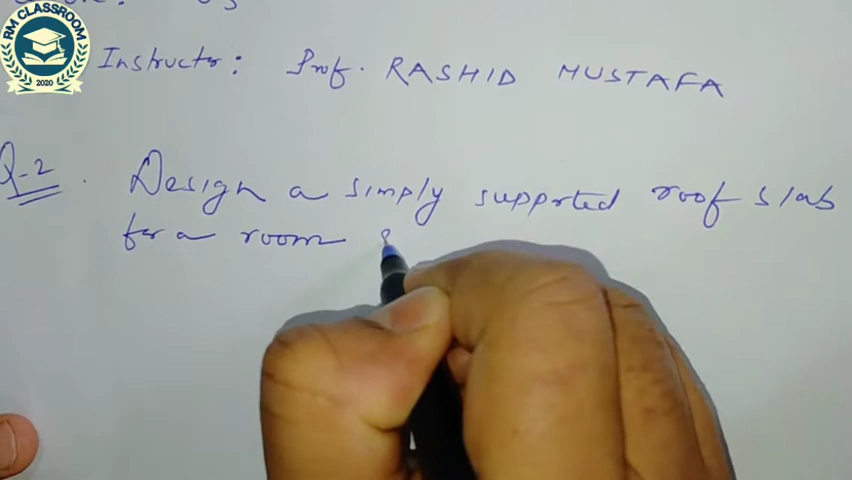 RM CLASSROOM
2020
Instructor: Prof. RASHID MUSTAFA
Q-2. Design a simply supported roof slab
for a room